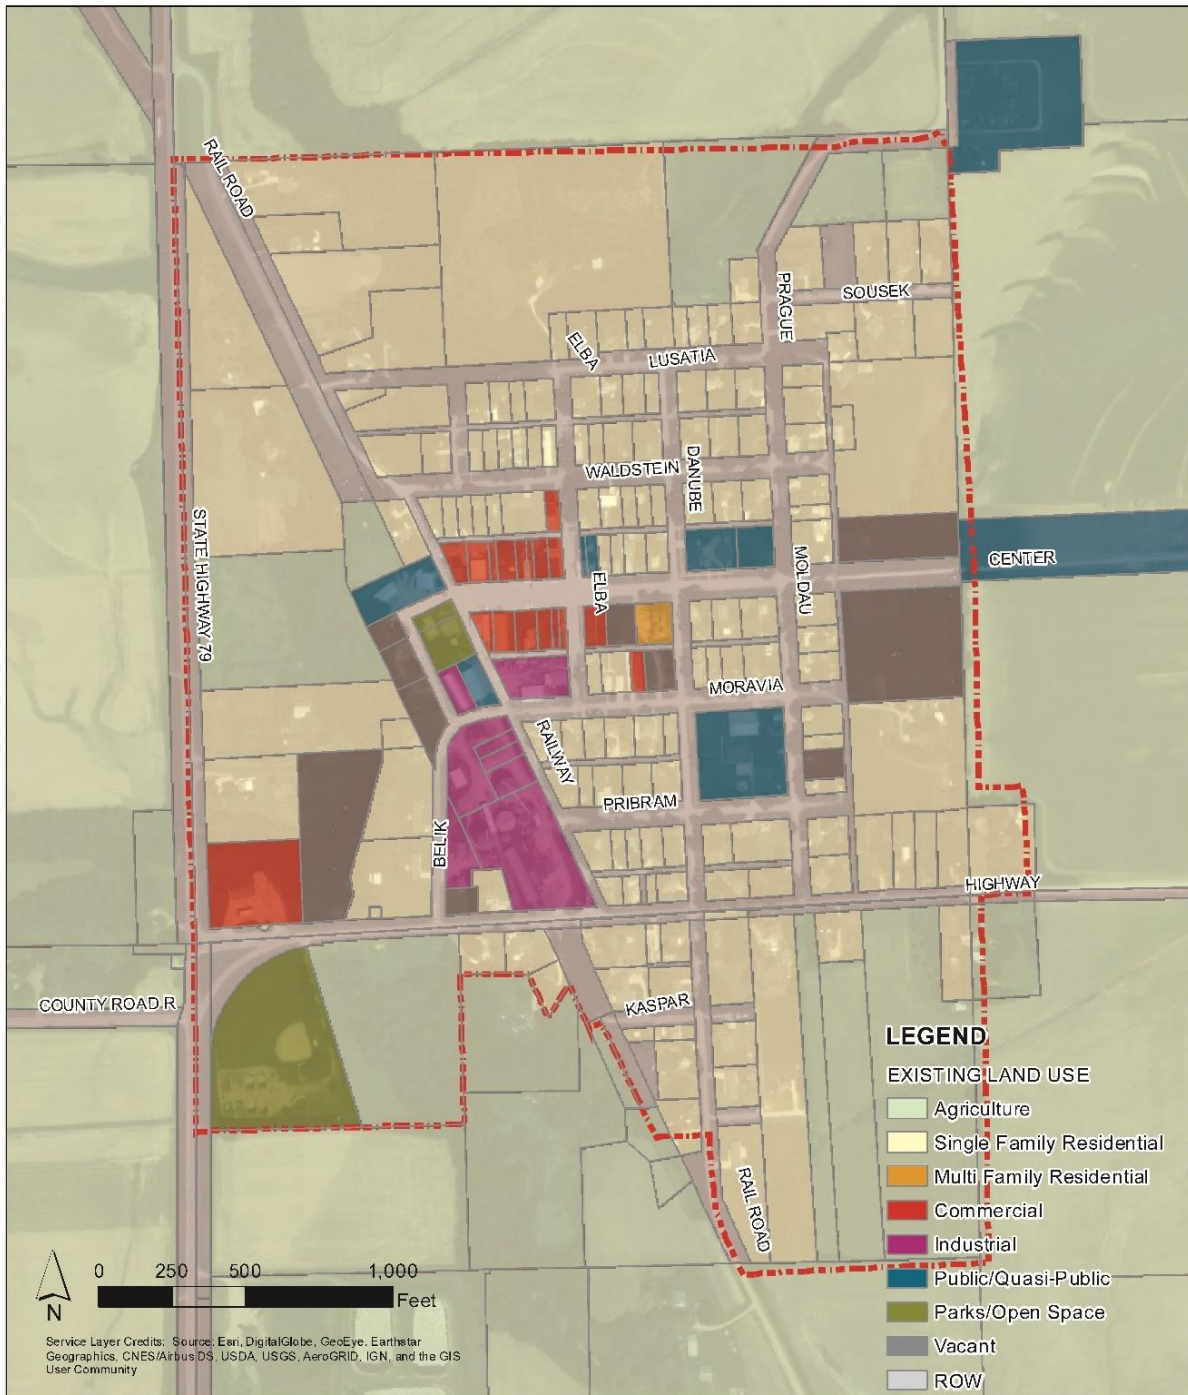 RAIL ROAD
PRAGUE
SOUSEK
ELBA
LUSATIA
WALDSTEIN
DANUBE
STATE HIGHWAY 79
CENTER
MOLDAU
ELBA
MORAVIA
RAILWAY
PRIBRAM
BELIK
HIGHWAY
COUNTY ROAD R
KASPAR
RAIL ROAD
LEGEND
EXISTING LAND USE
Agriculture
Single Family Residential
Multi Family Residential
Commercial
Industrial
Public/Quasi-Public
Parks/Open Space
Vacant
ROW
N
0 250 500 1,000
Feet
Service Layer Credits: Source: Esri, DigitalGlobe, GeoEye, Earthstar
Geographics, CNES/Airbus DS, USDA, USGS, AeroGRID, IGN, and the GIS
User Community